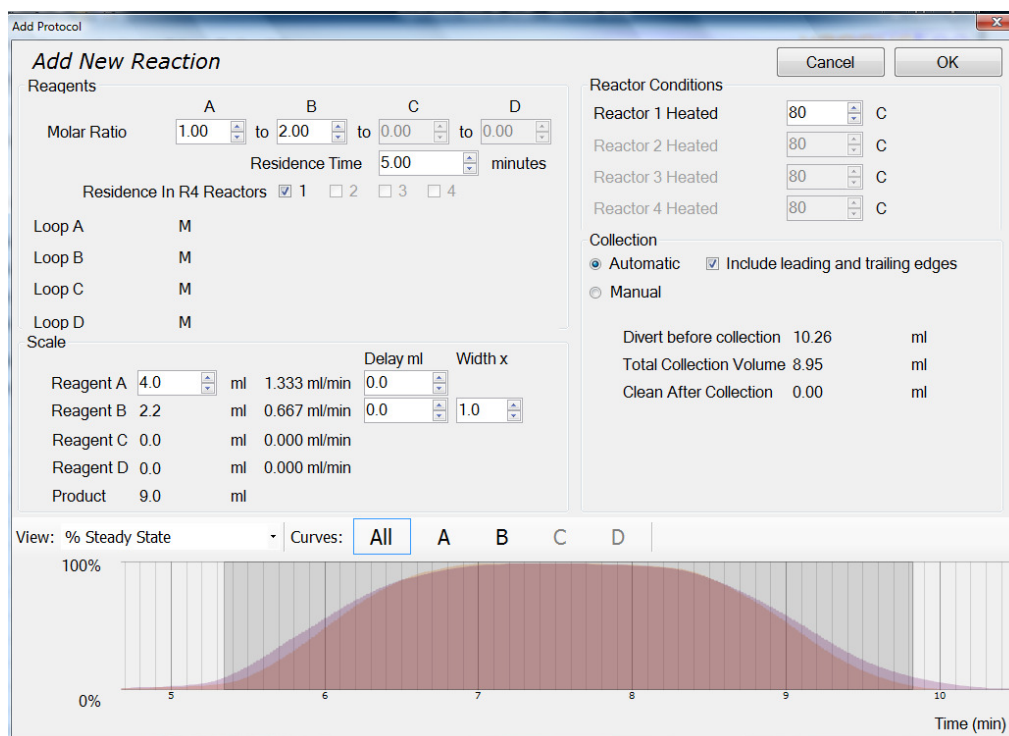 Add Protocol
Add New Reaction
Cancel OK
Reagents
A B C D
Molar Ratio 1.00 to 2.00 to 0.00 to 0.00
Residence Time 5.00 minutes
Residence In R4 Reactors 1 2 3 4
Loop A M
Loop B M
Loop C M
Loop D M
Scale
Delay ml Width x
Reagent A 4.0 ml 1.333 ml/min 0.0
Reagent B 2.2 ml 0.667 ml/min 0.0 1.0
Reagent C 0.0 ml 0.000 ml/min
Reagent D 0.0 ml 0.000 ml/min
Product 9.0 ml
Reactor Conditions
Reactor 1 Heated 80 C
Reactor 2 Heated 80 C
Reactor 3 Heated 80 C
Reactor 4 Heated 80 C
Collection
Automatic Include leading and trailing edges
Manual
Divert before collection 10.26 ml
Total Collection Volume 8.95 ml
Clean After Collection 0.00 ml
View: % Steady State Curves: All A B C D
100%
0%
5 6 7 8 9 10
Time (min)